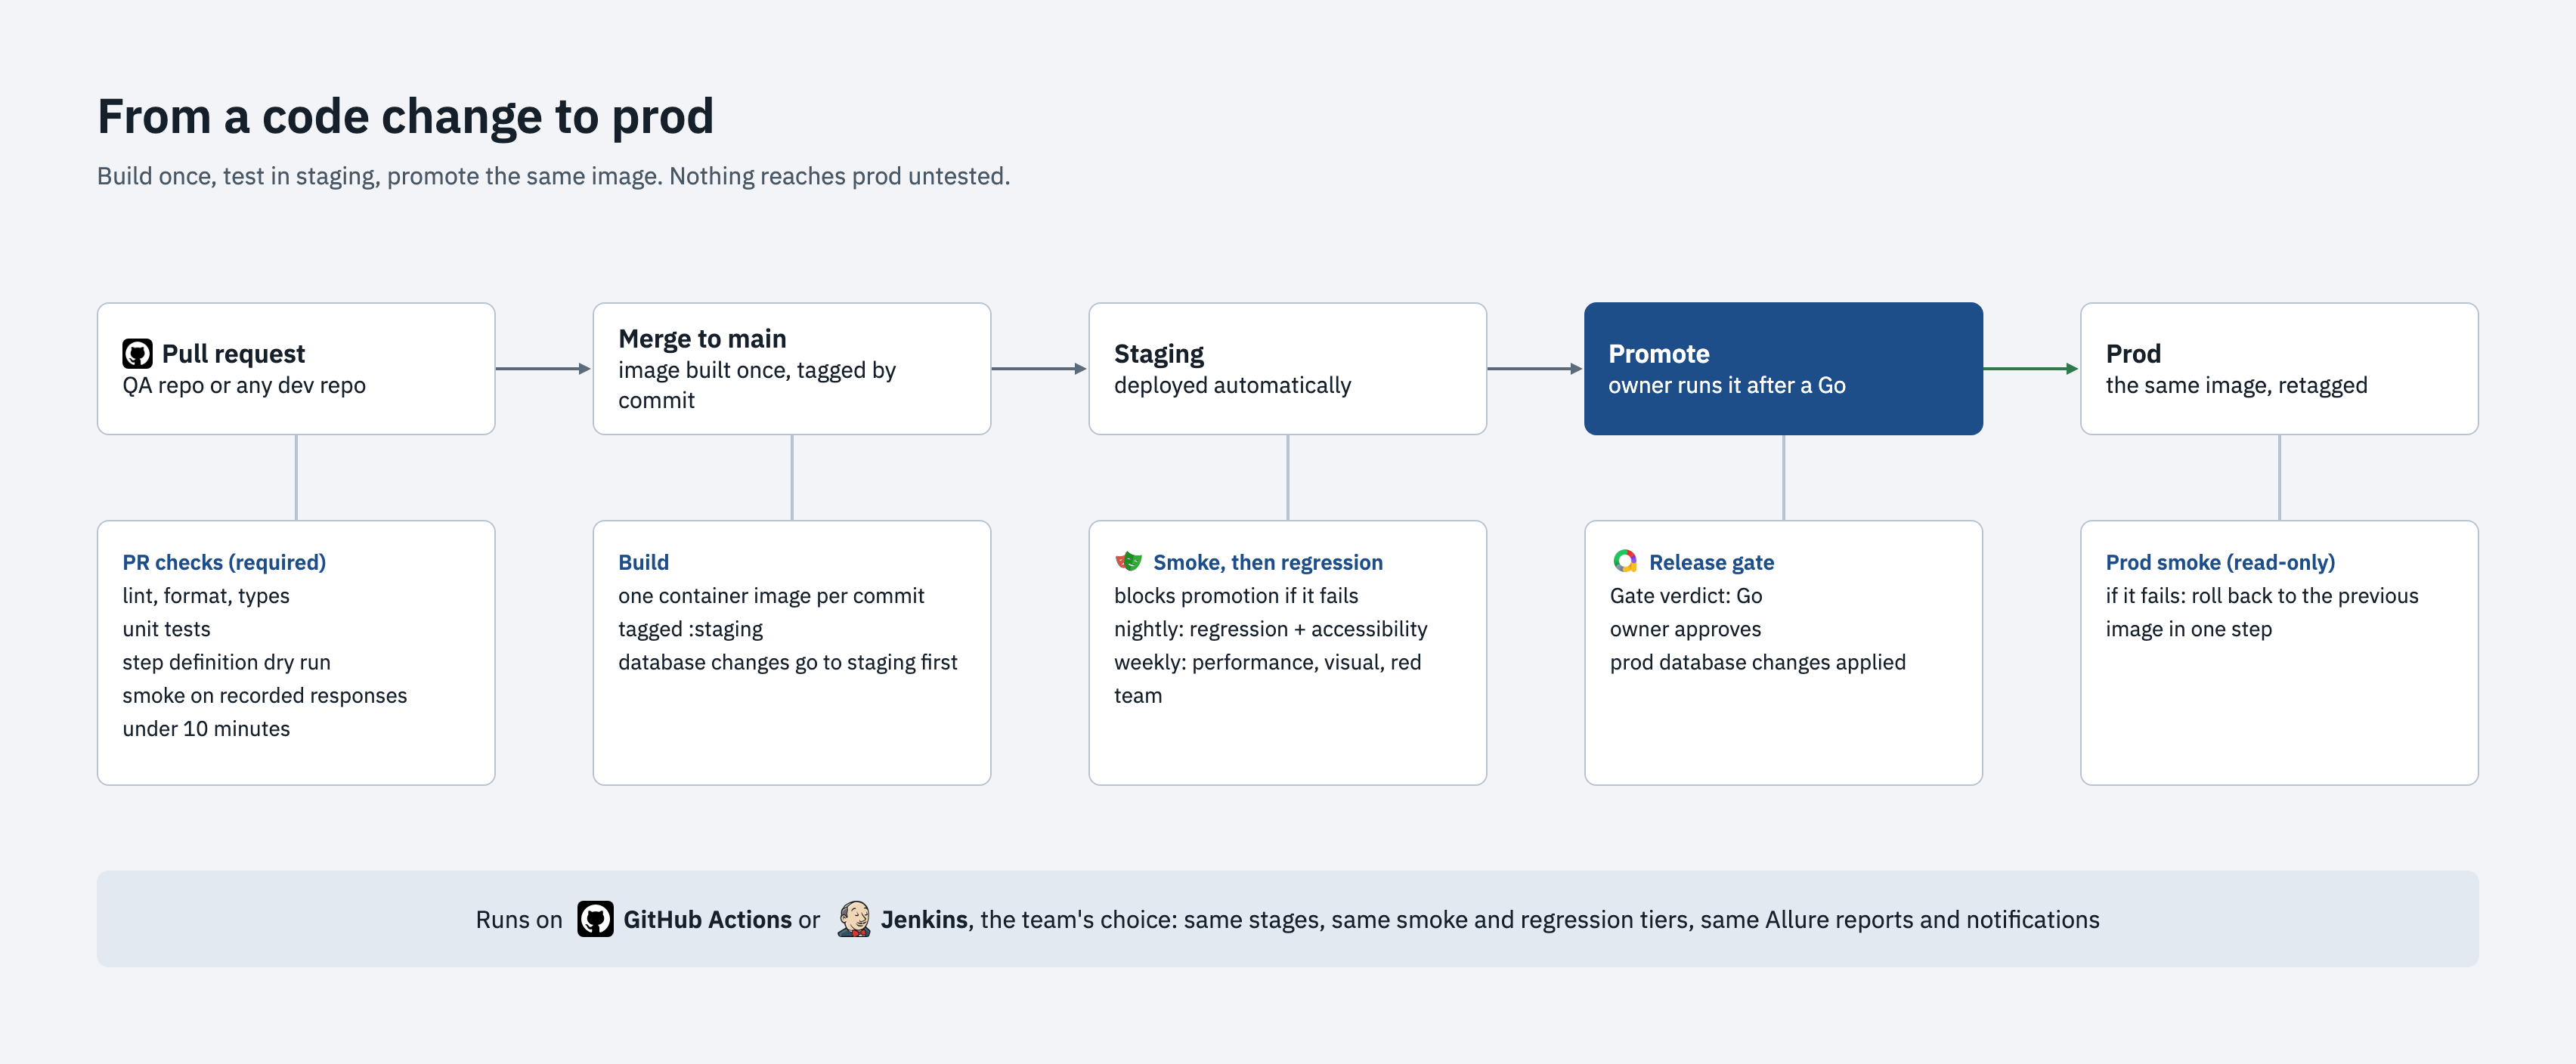 From a code change to prod
Build once, test in staging, promote the same image. Nothing reaches prod untested.
Pull request
QA repo or any dev repo
Merge to main
image built once, tagged by
commit
Staging
deployed automatically
Promote
owner runs it after a Go
Prod
the same image, retagged
PR checks (required)
lint, format, types
unit tests
step definition dry run
smoke on recorded responses
under 10 minutes
Build
one container image per commit
tagged :staging
database changes go to staging first
Smoke, then regression
blocks promotion if it fails
nightly: regression + accessibility
weekly: performance, visual, red
team
Release gate
Gate verdict: Go
owner approves
prod database changes applied
Prod smoke (read-only)
if it fails: roll back to the previous
image in one step
Runs on GitHub Actions or Jenkins, the team's choice: same stages, same smoke and regression tiers, same Allure reports and notifications